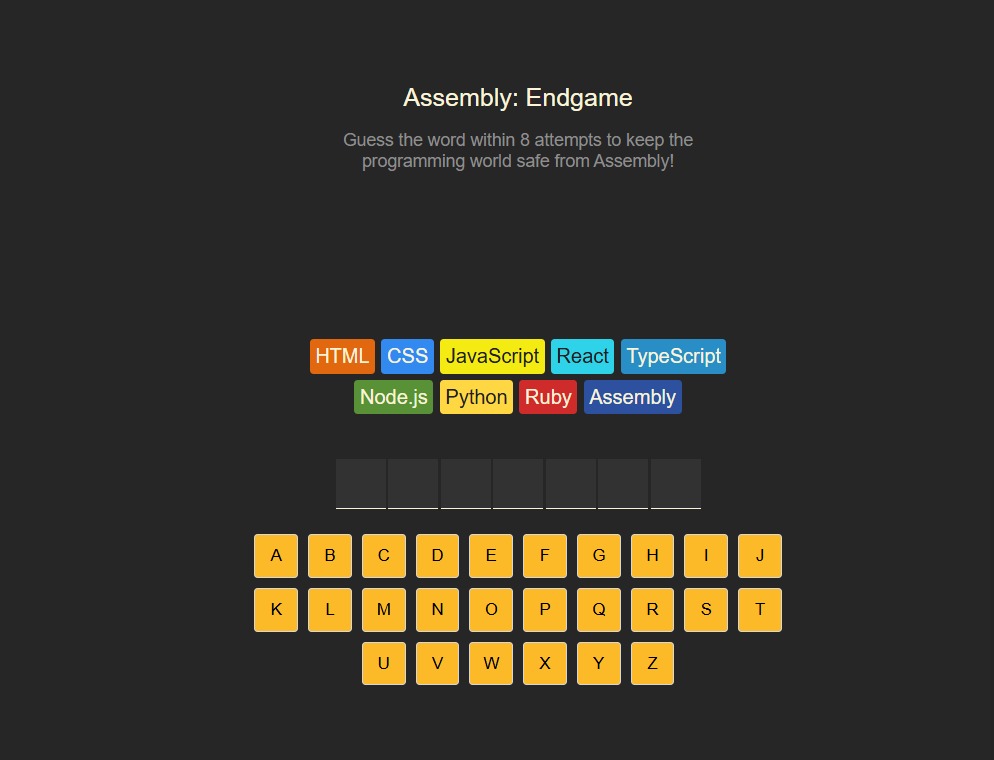 Assembly: Endgame
Guess the word within 8 attempts to keep the
programming world safe from Assembly!
HTML CSS JavaScript React TypeScript
Node.js Python Ruby Assembly
A B C D E F G H I J
K L M N O P Q R S T
U V W X Y Z